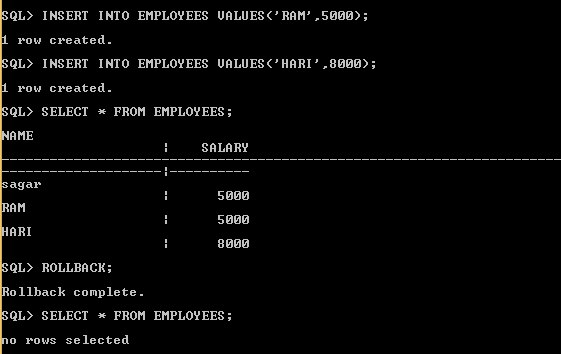 SQL> INSERT INTO EMPLOYEES VALUES('RAM',5000);
1 row created.
SQL> INSERT INTO EMPLOYEES VALUES('HARI',8000);
1 row created.
SQL> SELECT * FROM EMPLOYEES;
NAME
¦ SALARY
----------------------------------------------------------------------
--------------------¦----------
sagar
¦ 5000
RAM
¦ 5000
HARI
¦ 8000
SQL> ROLLBACK;
Rollback complete.
SQL> SELECT * FROM EMPLOYEES;
no rows selected